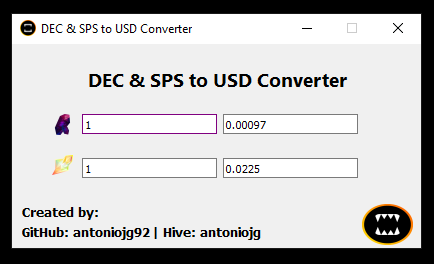 DEC & SPS to USD Converter
DEC & SPS to USD Converter
1 0.00097
1 0.0225
Created by:
GitHub: antoniojg92 | Hive: antoniojg